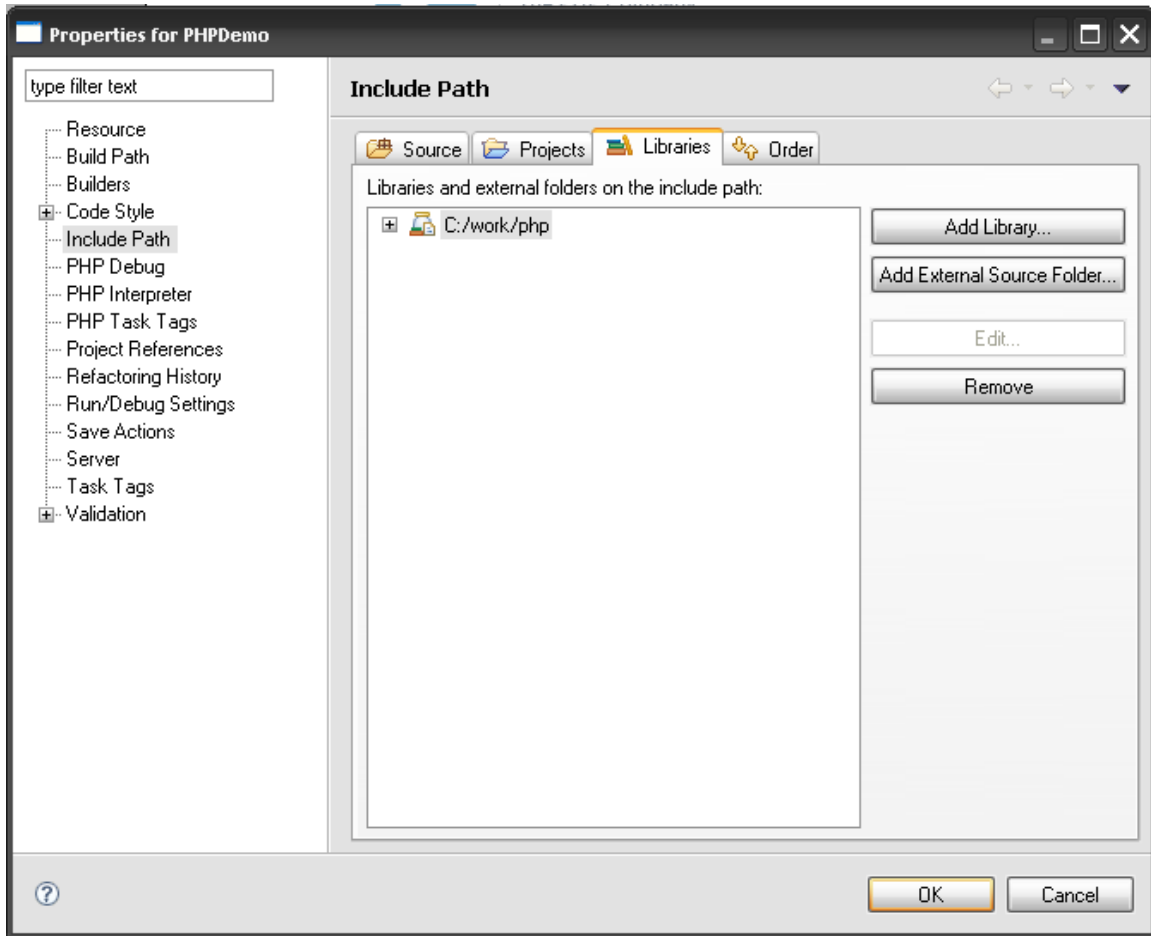 Properties for PHPDemo
type filter text
Include Path
Resource
Build Path
Builders
Code Style
Include Path
PHP Debug
PHP Interpreter
PHP Task Tags
Project References
Refactoring History
Run/Debug Settings
Save Actions
Server
Task Tags
Validation
Source Projects Libraries Order
Libraries and external folders on the include path:
C:/work/php
Add Library...
Add External Source Folder...
Edit...
Remove
OK Cancel